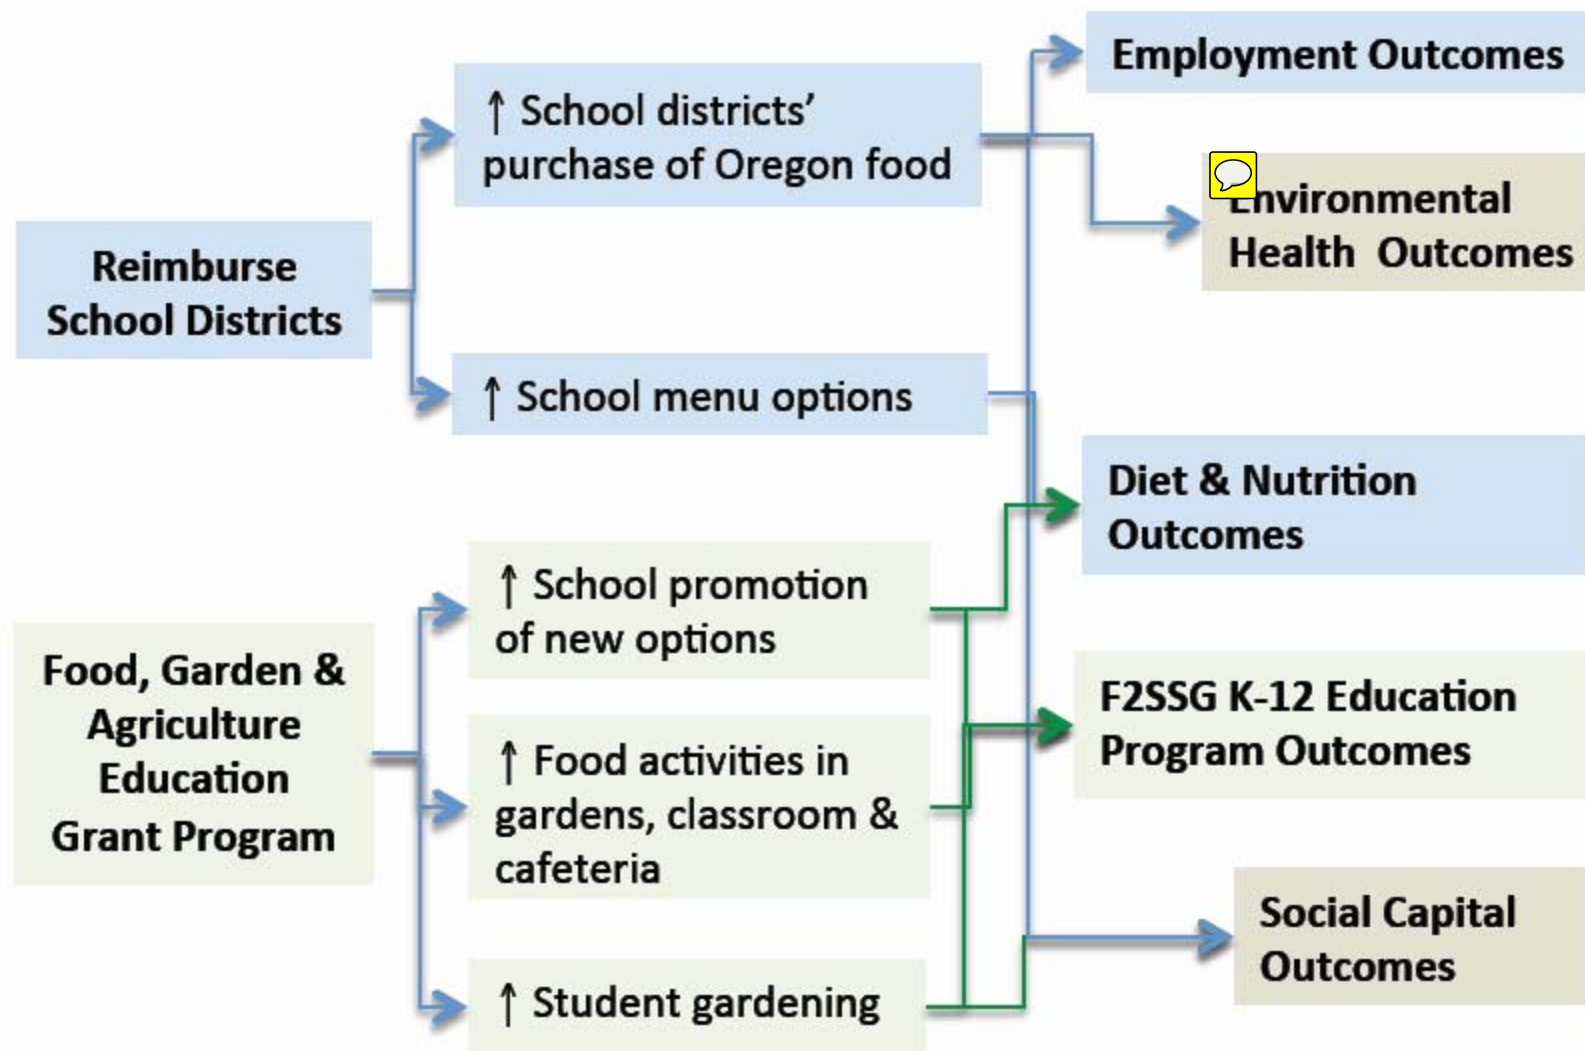 Reimburse
School Districts
↑ School districts’
purchase of Oregon food
↑ School menu options
Food, Garden &
Agriculture
Education
Grant Program
↑ School promotion
of new options
↑ Food activities in
gardens, classroom &
cafeteria
↑ Student gardening
Employment Outcomes
Environmental
Health Outcomes
Diet & Nutrition
Outcomes
F2SSG K-12 Education
Program Outcomes
Social Capital
Outcomes